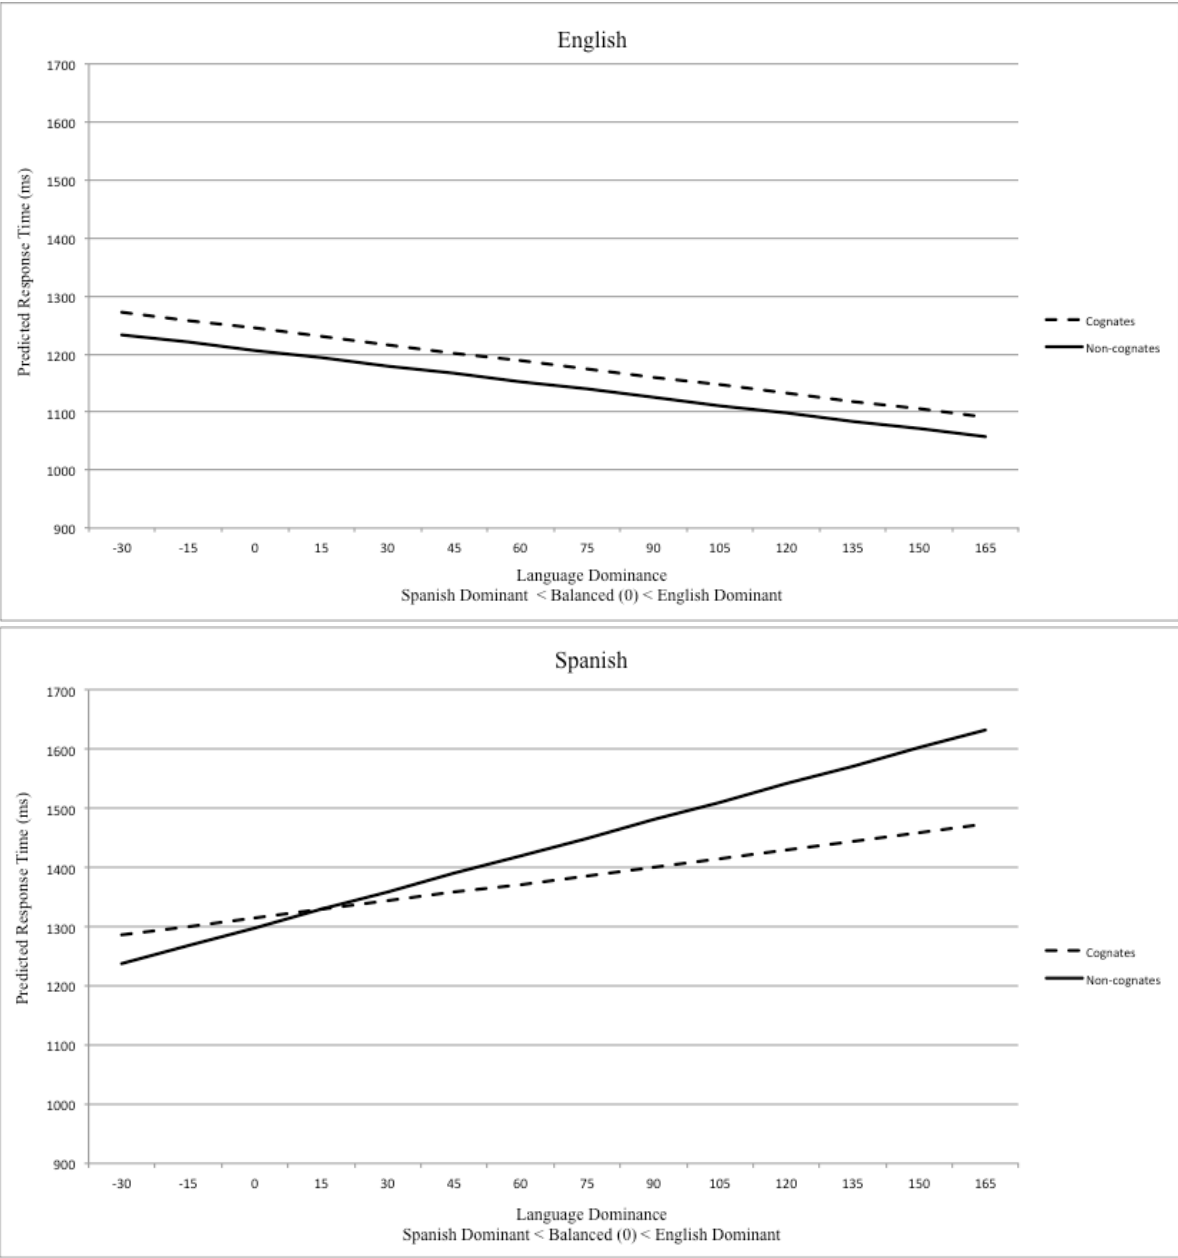 English
1700
1600
1500
1400
1300
1200
1100
1000
900
Predicted Response Time (ms)
-30 -15 0 15 30 45 60 75 90 105 120 135 150 165
Language Dominance
Spanish Dominant < Balanced (0) < English Dominant
Cognates
Non-cognates
Spanish
1700
1600
1500
1400
1300
1200
1100
1000
900
Predicted Response Time (ms)
-30 -15 0 15 30 45 60 75 90 105 120 135 150 165
Language Dominance
Spanish Dominant < Balanced (0) < English Dominant
Cognates
Non-cognates